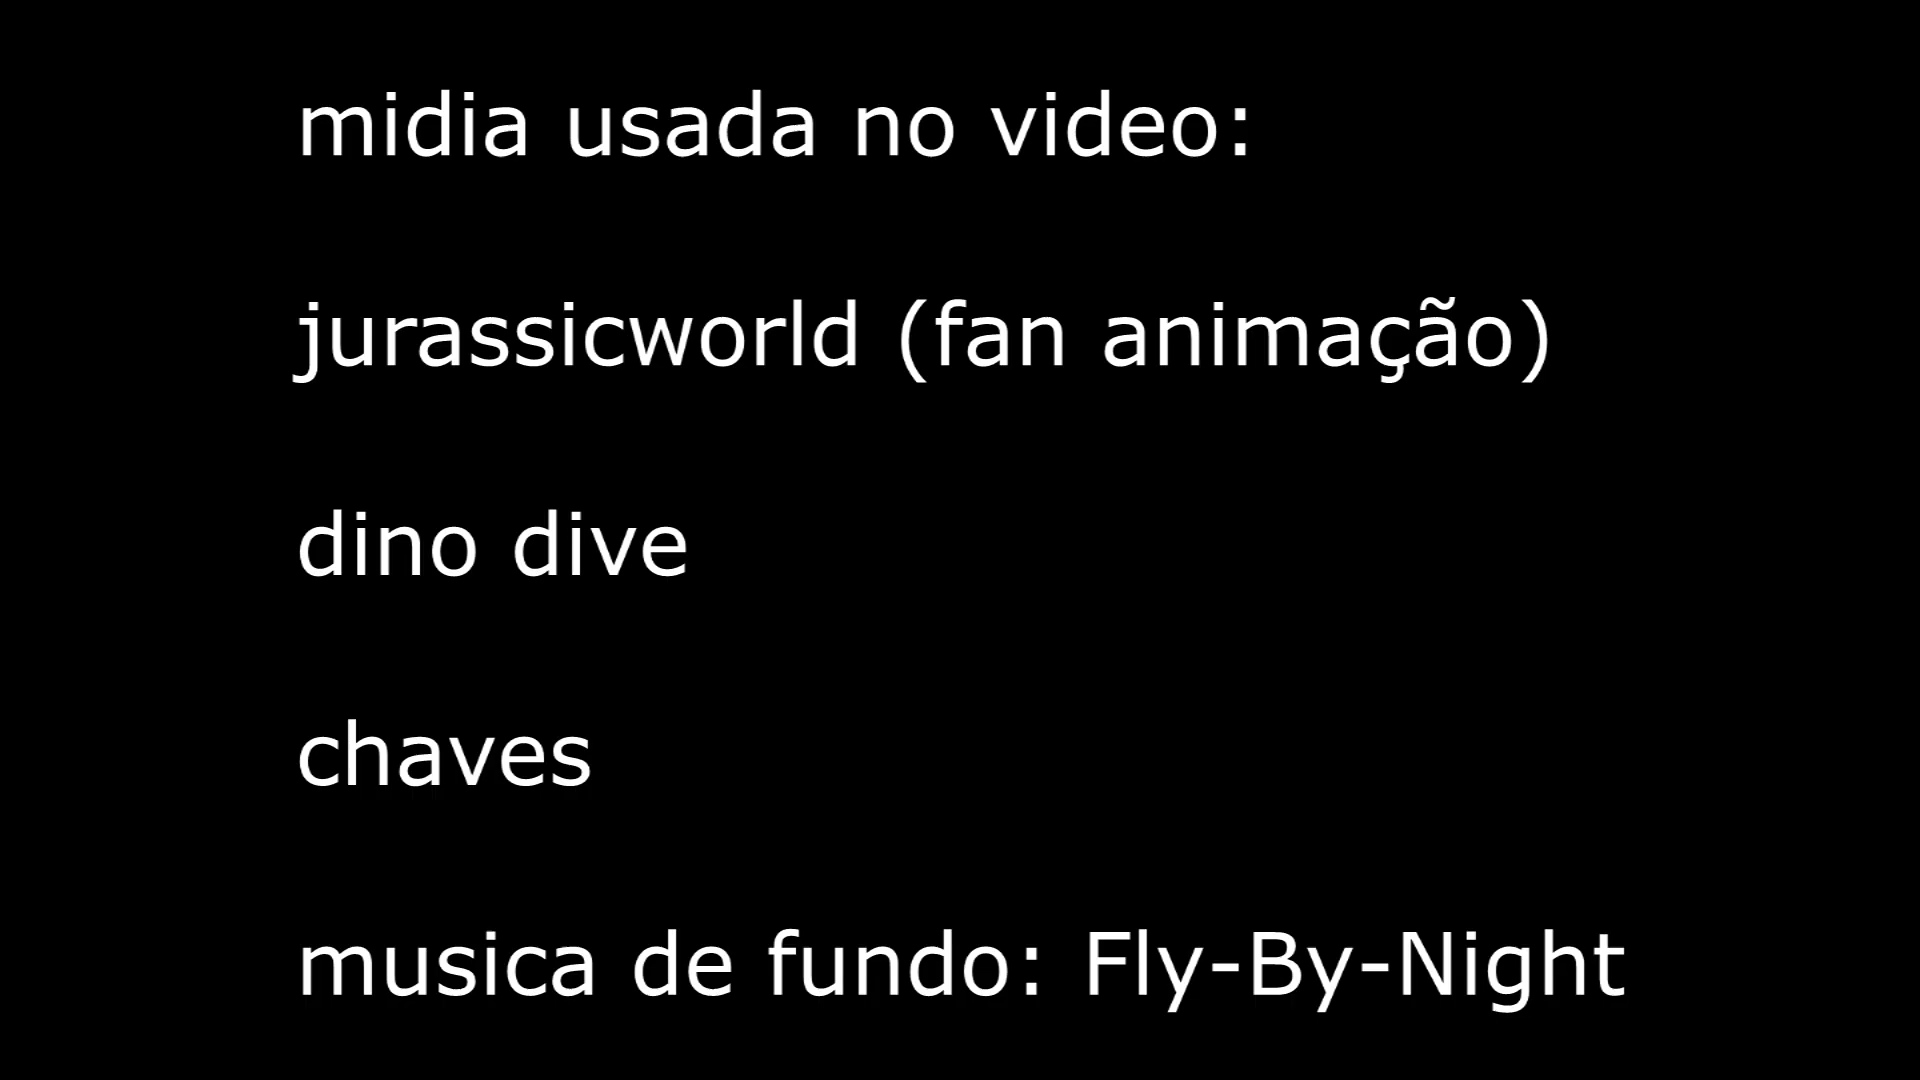 midia usada no video:
jurassicworld (fan animação)
dino dive
chaves
musica de fundo: Fly-By-Night